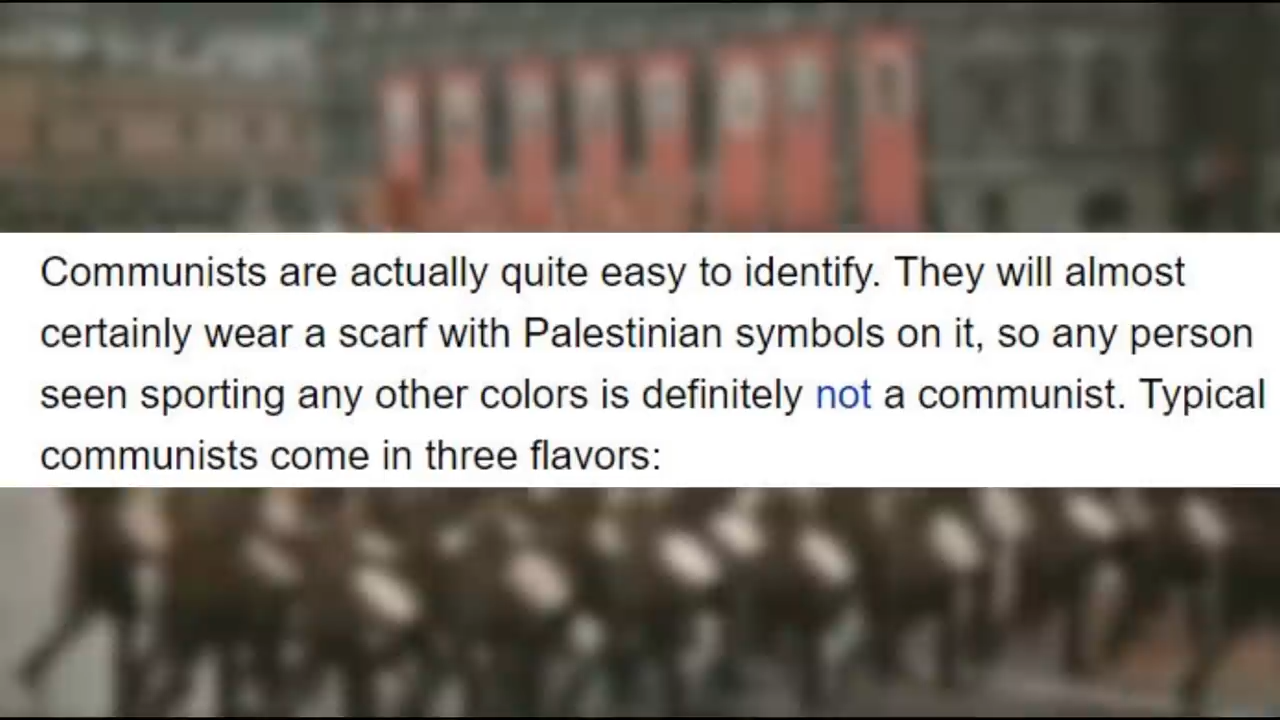 Communists are actually quite easy to identify. They will almost
certainly wear a scarf with Palestinian symbols on it, so any person
seen sporting any other colors is definitely not a communist. Typical
communists come in three flavors: